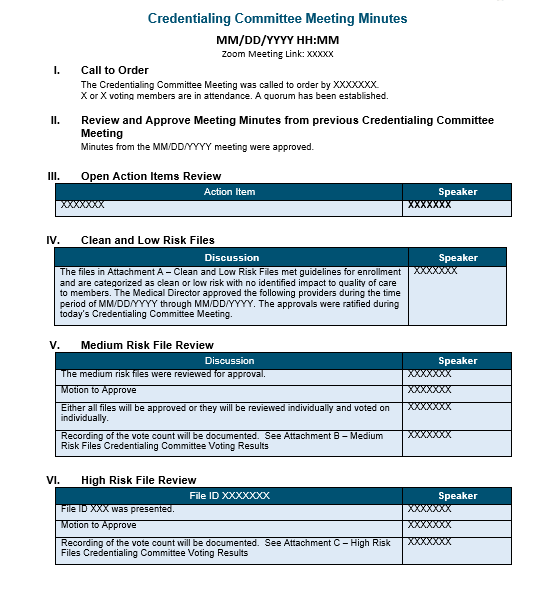 Credentialing Committee Meeting Minutes
MM/DD/YYYY HH:MM
Zoom Meeting Link: XXXXX
I. Call to Order
The Credentialing Committee Meeting was called to order by XXXXXXX.
X or X voting members are in attendance. A quorum has been established.
II. Review and Approve Meeting Minutes from previous Credentialing Committee
Meeting
Minutes from the MM/DD/YYYY meeting were approved.
III. Open Action Items Review
Action Item Speaker
XXXXXXX XXXXXXX
IV. Clean and Low Risk Files
Discussion Speaker
The files in Attachment A – Clean and Low Risk Files met guidelines for enrollment XXXXXXX
and are categorized as clean or low risk with no identified impact to quality of care
to members. The Medical Director approved the following providers during the time
period of MM/DD/YYYY through MM/DD/YYYY. The approvals were ratified during
today's Credentialing Committee Meeting.
V. Medium Risk File Review
Discussion Speaker
The medium risk files were reviewed for approval. XXXXXXX
Motion to Approve XXXXXXX
Either all files will be approved or they will be reviewed individually and voted on XXXXXXX
individually.
Recording of the vote count will be documented. See Attachment B – Medium XXXXXXX
Risk Files Credentialing Committee Voting Results
VI. High Risk File Review
File ID XXXXXXX Speaker
File ID XXX was presented. XXXXXXX
Motion to Approve XXXXXXX
Recording of the vote count will be documented. See Attachment C – High Risk XXXXXXX
Files Credentialing Committee Voting Results